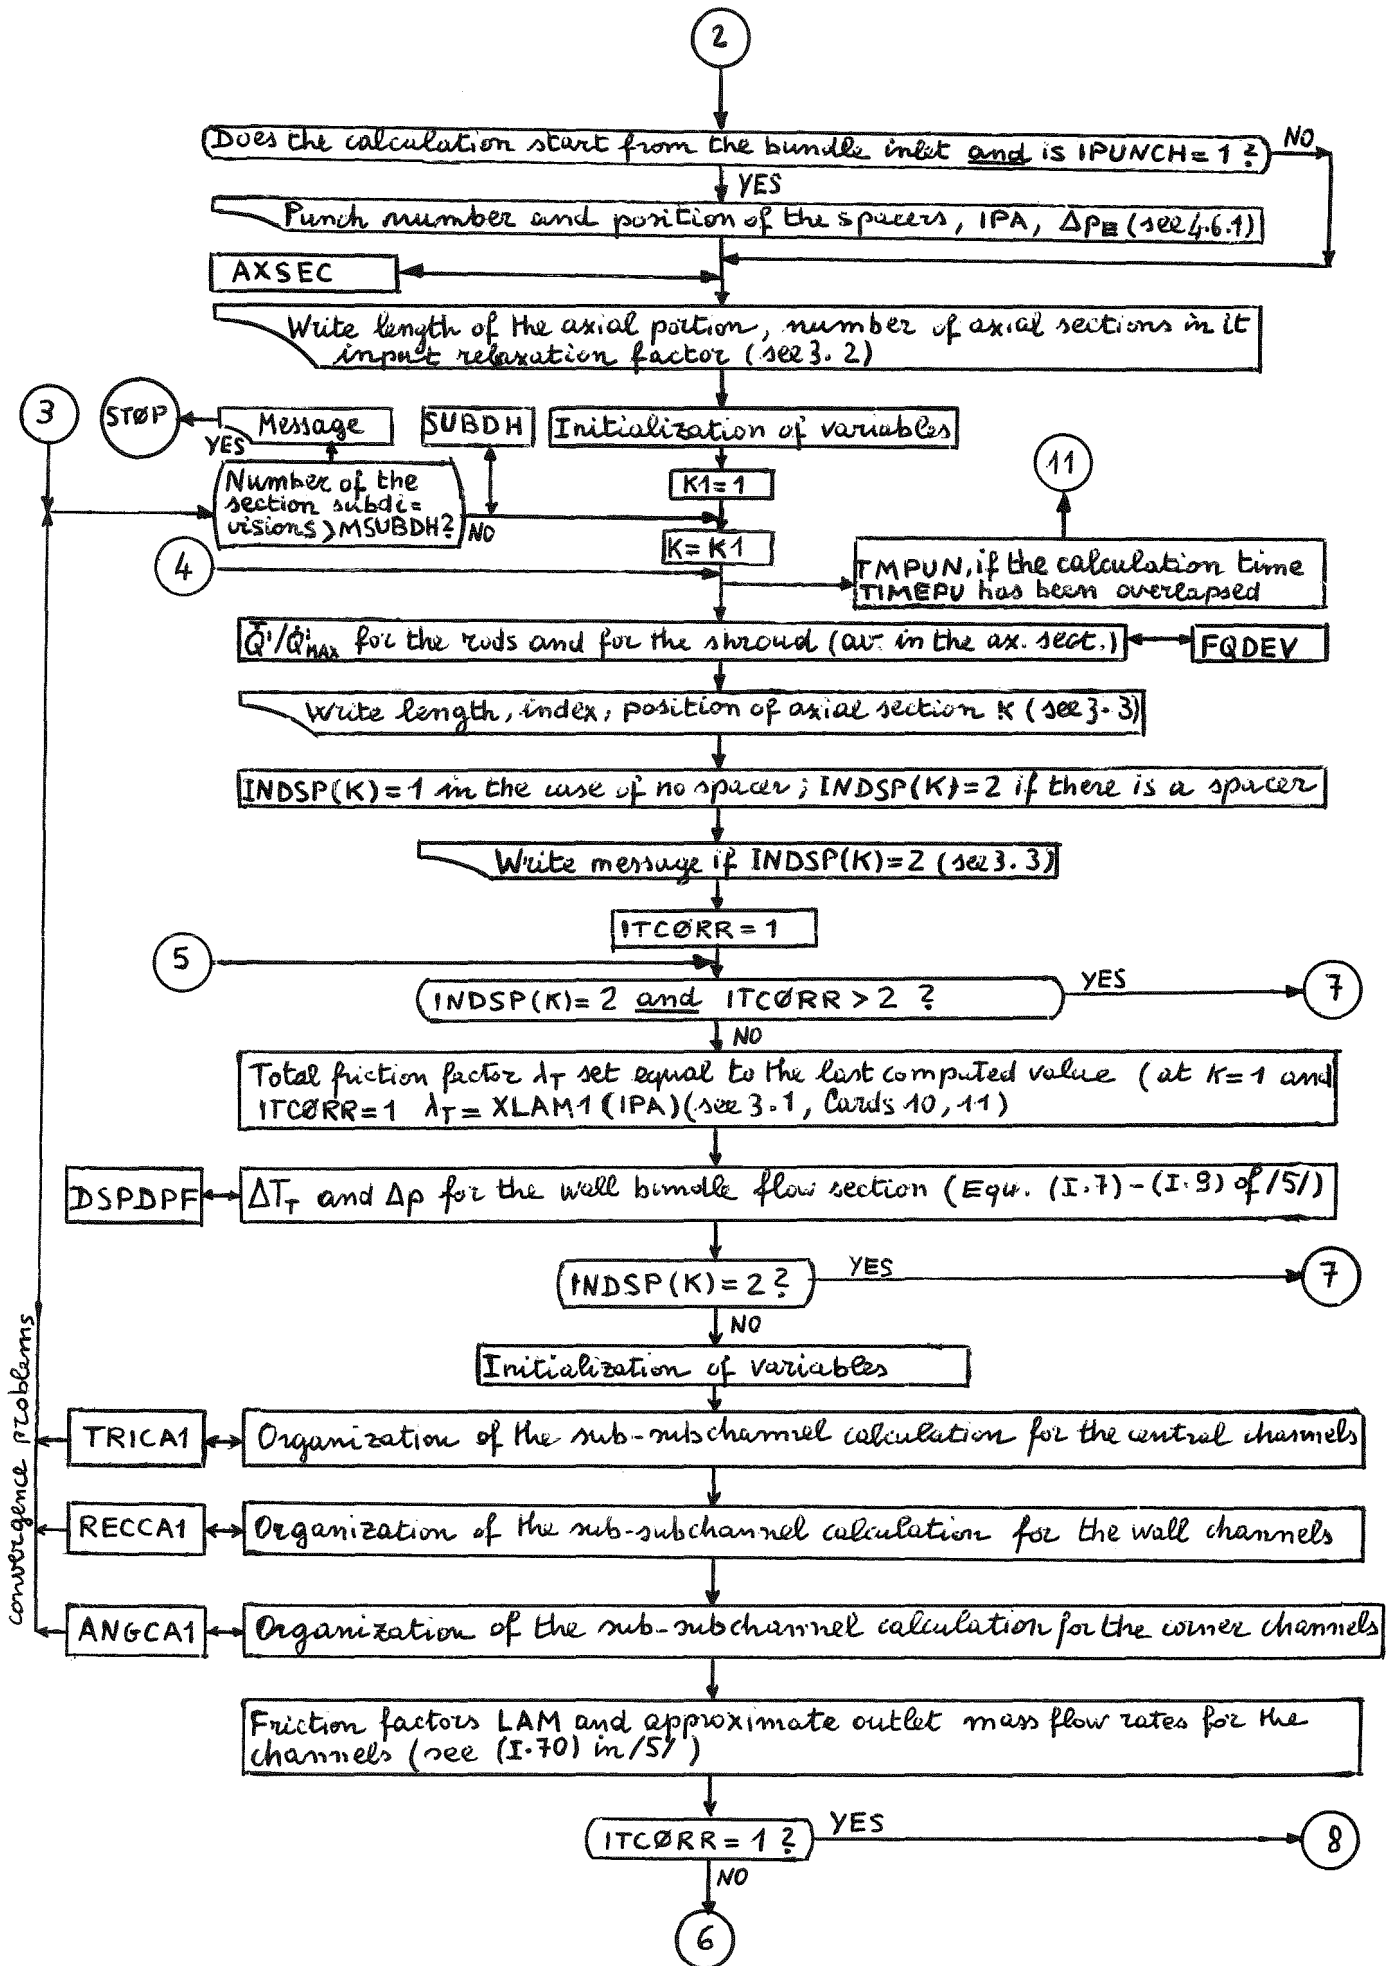 2
Does the calculation start from the bundle inlet and is IPUNCH = 1 ?
NO
YES
Punch number and position of the spacers, IPA, ΔpE (see 4.6.1)
AXSEC
Write length of the axial portion, number of axial sections in it
input relaxation factor (see 3.2)
3
STØP
Message
SUBDH
Initialization of variables
YES
11
Number of the
section subdi=
visions > MSUBDH?
NO
K1=1
K=K1
4
TMPUN, if the calculation time
TIMEPU has been overlapsed
Q̄'/Q̇'MAX for the rods and for the shroud (av. in the ax. sect.)
FQDEV
Write length, index, position of axial section K (see 3.3)
INDSP(K)=1 in the case of no spacer; INDSP(K)=2 if there is a spacer
Write message if INDSP(K)=2 (see 3.3)
ITCØRR = 1
5
INDSP(K)= 2 and ITCØRR > 2 ?
YES
7
NO
Total friction factor λT set equal to the last computed value (at K=1 and
ITCØRR=1 λT= XLAM1 (IPA)(see 3.1, Cards 10, 11)
DSPDPF
ΔTT and Δp for the woll bundle flow section (Equ. (I.7)-(I.9) of /5/)
INDSP(K)=2 ?
YES
7
NO
Initialization of variables
convergence problems
TRICA1
Organization of the sub-subchannel calculation for the central channels
RECCA1
Organization of the sub-subchannel calculation for the wall channels
ANGCA1
Organization of the sub-subchannel calculation for the corner channels
Friction factors LAM and approximate outlet mass flow rates for the
channels (see (I.70) in /5/)
ITCØRR = 1 ?
YES
8
NO
6